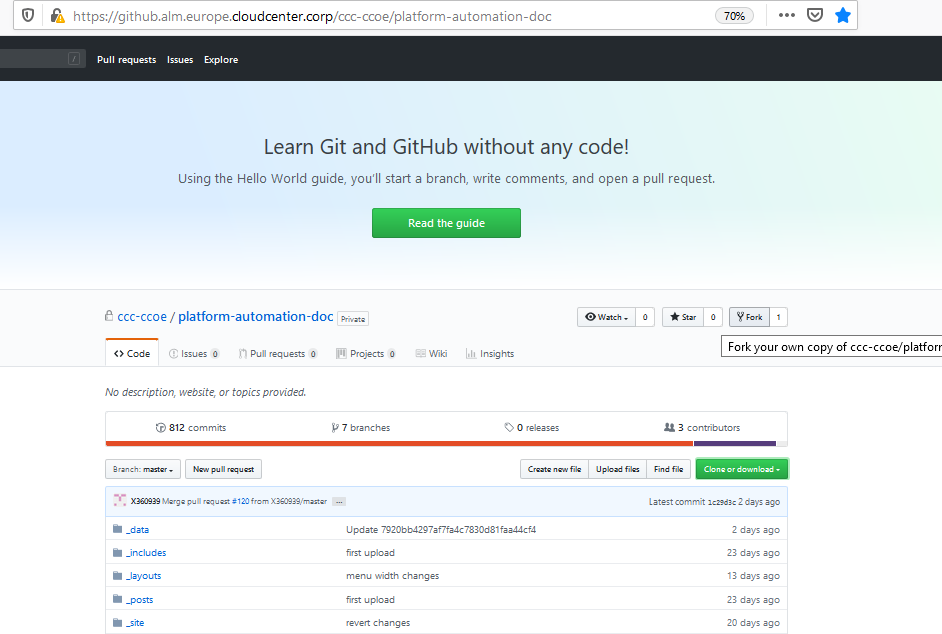 https://github.alm.europe.cloudcenter.corp/ccc-ccoe/platform-automation-doc 70%
/ Pull requests Issues Explore
Learn Git and GitHub without any code!
Using the Hello World guide, you'll start a branch, write comments, and open a pull request.
Read the guide
ccc-ccoe / platform-automation-doc Private Watch 0 Star 0 Fork 1
Code Issues 0 Pull requests 0 Projects 0 Wiki Insights
Fork your own copy of ccc-ccoe/platfor
No description, website, or topics provided.
812 commits 7 branches 0 releases 3 contributors
Branch: master New pull request Create new file Upload files Find file Clone or download
X360939 Merge pull request #120 from X360939/master ... Latest commit 1c29d3c 2 days ago
_data Update 7920bb4297af7fa4c7830d81faa44cf4 2 days ago
_includes first upload 23 days ago
_layouts menu width changes 13 days ago
_posts first upload 23 days ago
_site revert changes 20 days ago